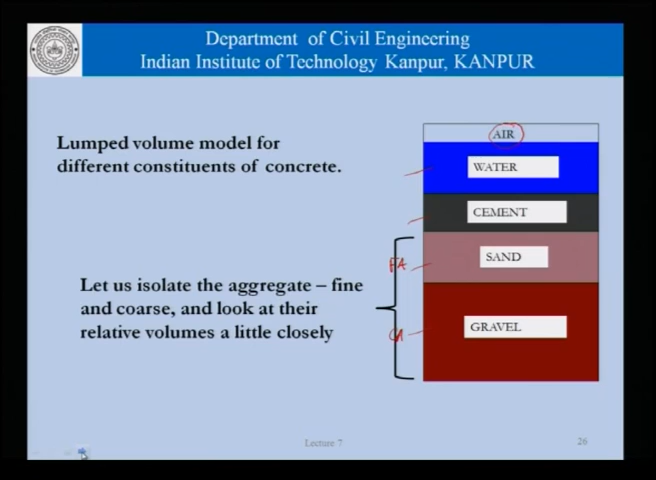 Department of Civil Engineering
Indian Institute of Technology Kanpur, KANPUR
Lumped volume model for
different constituents of concrete.
AIR
WATER
CEMENT
FA
SAND
Let us isolate the aggregate – fine
and coarse, and look at their
relative volumes a little closely
CA
GRAVEL
Lecture 7
26